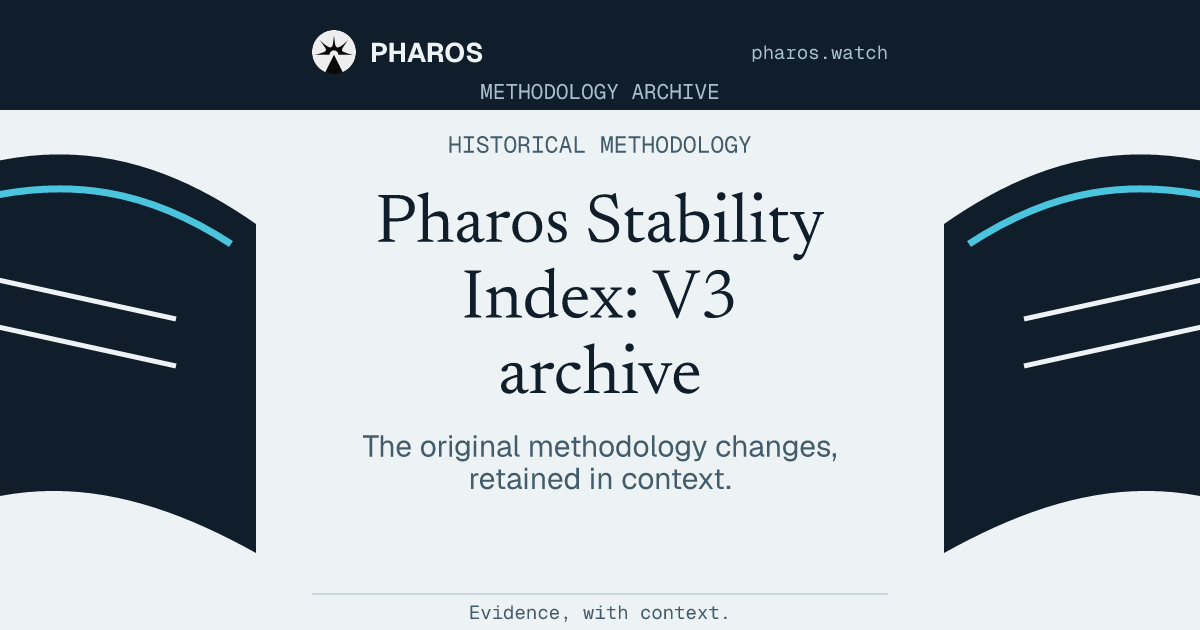 PHAROS
pharos.watch
METHODOLOGY ARCHIVE
HISTORICAL METHODOLOGY
Pharos Stability
Index: V3
archive
The original methodology changes,
retained in context.
Evidence, with context.